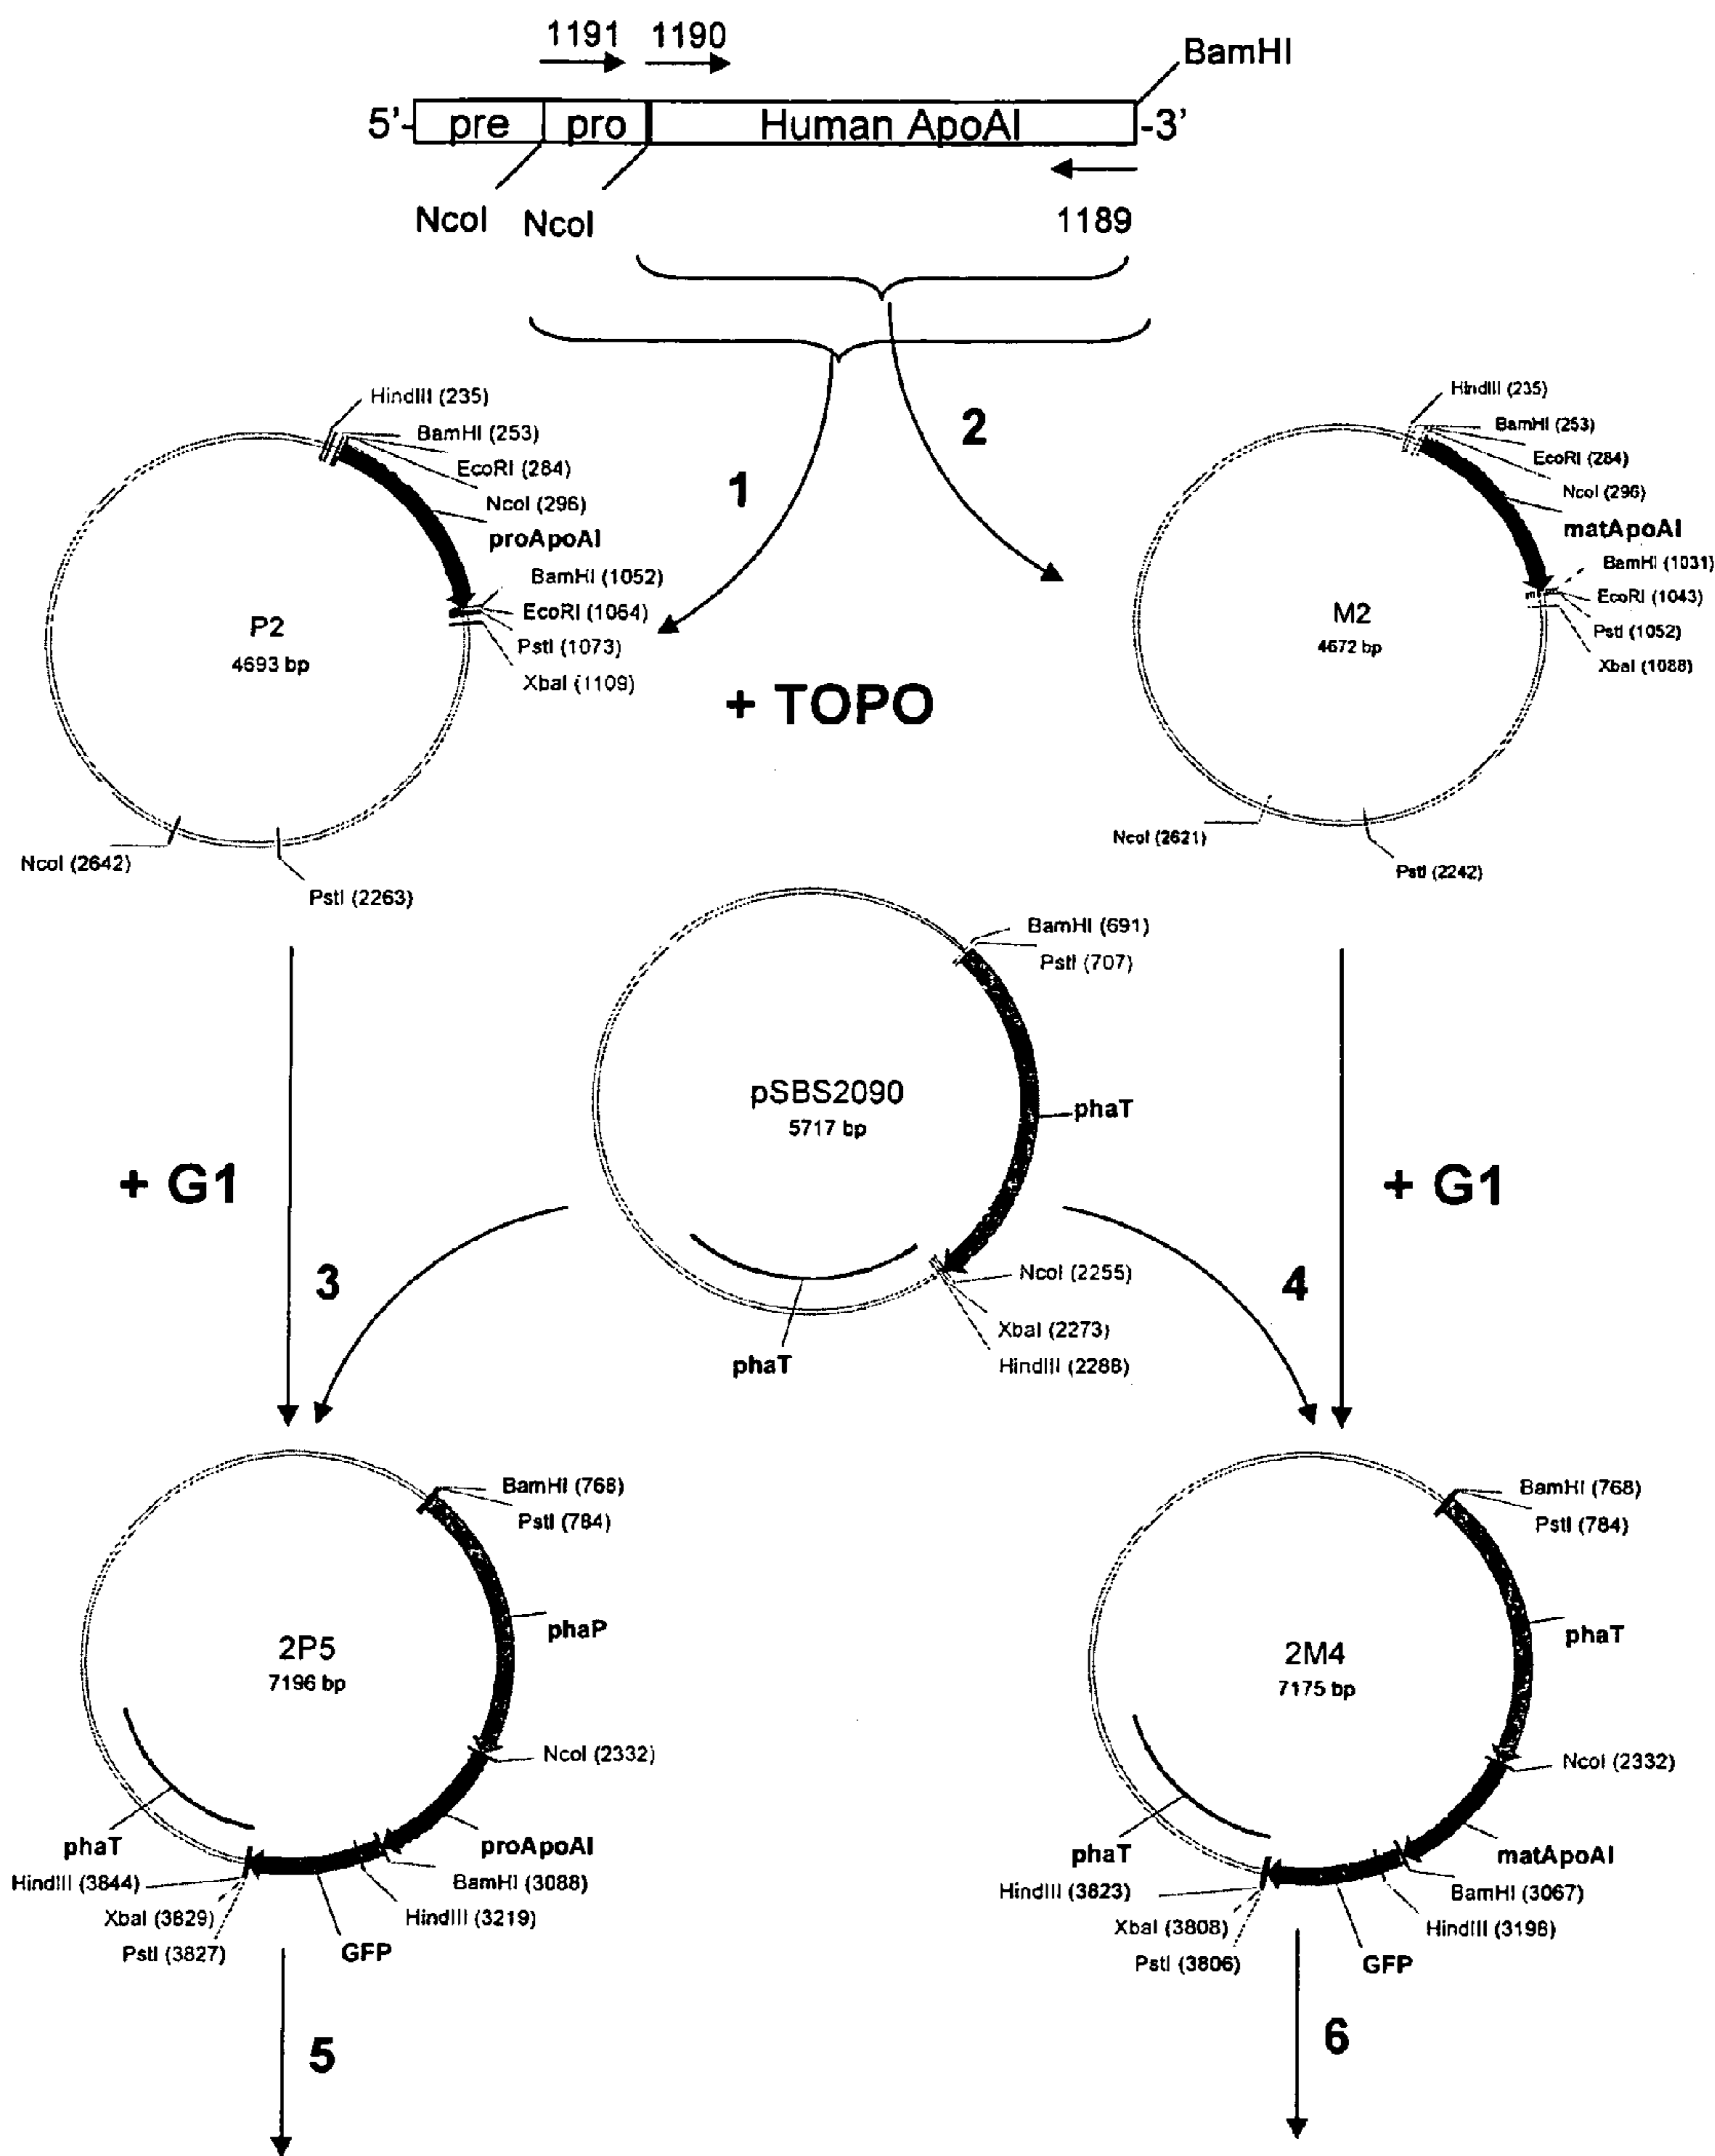 1191 1190
BamHI
5'- pre pro Human ApoAI -3'
NcoI NcoI 1189
1
2
HindIII (235)
BamHI (253)
EcoRI (284)
NcoI (296)
proApoAI
BamHI (1052)
EcoRI (1064)
PstI (1073)
XbaI (1109)
P2
4693 bp
NcoI (2642)
PstI (2263)
+ TOPO
HindIII (235)
BamHI (253)
EcoRI (284)
NcoI (296)
matApoAI
BamHI (1031)
EcoRI (1043)
PstI (1052)
XbaI (1088)
M2
4672 bp
NcoI (2621)
PstI (2242)
BamHI (691)
PstI (707)
pSBS2090
5717 bp
phaT
NcoI (2255)
XbaI (2273)
HindIII (2288)
phaT
+ G1
3
+ G1
4
BamHI (768)
PstI (784)
phaP
2P5
7196 bp
NcoI (2332)
phaT
proApoAI
HindIII (3844)
BamHI (3088)
XbaI (3829)
HindIII (3219)
PstI (3827)
GFP
BamHI (768)
PstI (784)
phaT
2M4
7175 bp
NcoI (2332)
phaT
matApoAI
HindIII (3823)
BamHI (3067)
XbaI (3808)
HindIII (3198)
PstI (3806)
GFP
5
6